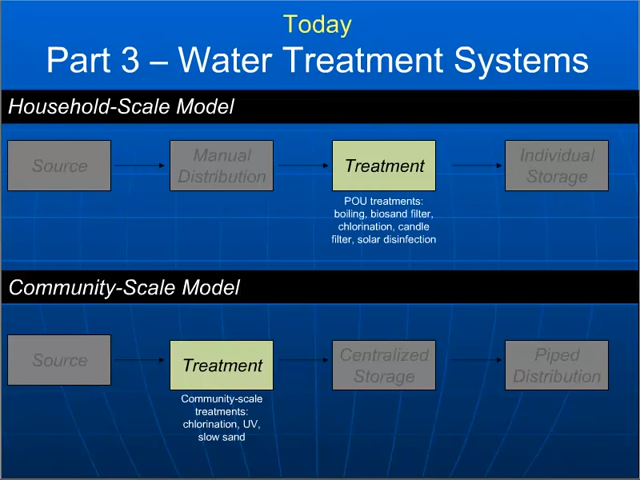 Today
Part 3 – Water Treatment Systems
Household-Scale Model
Source
Manual
Distribution
Treatment
Individual
Storage
POU treatments:
boiling, biosand filter,
chlorination, candle
filter, solar disinfection
Community-Scale Model
Source
Treatment
Centralized
Storage
Piped
Distribution
Community-scale
treatments:
chlorination, UV,
slow sand